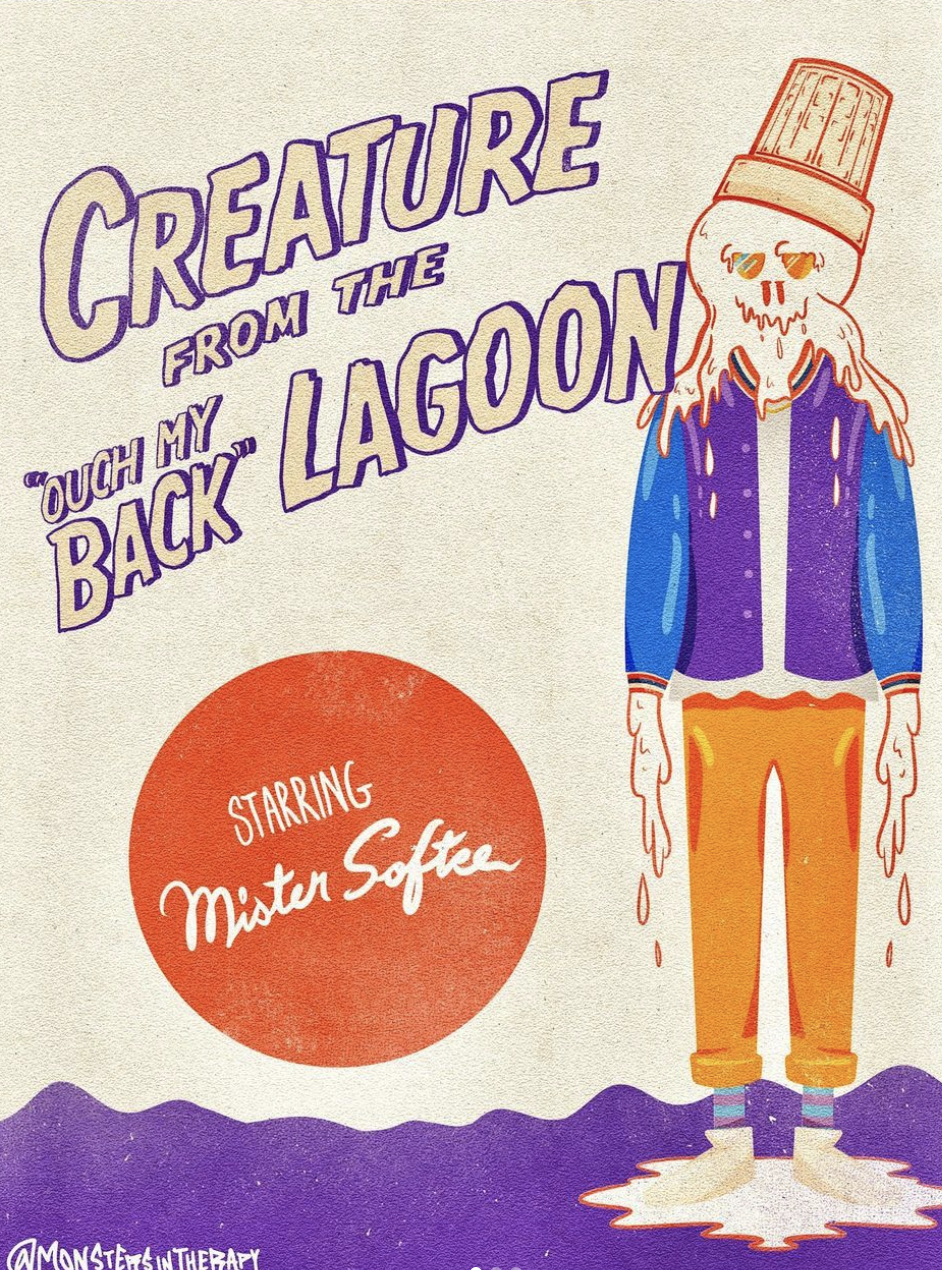 CREATURE
FROM THE
"OUCH MY
BACK" LAGOON
STARRING
Mister Softee
@MONSTERSINTHERAPY